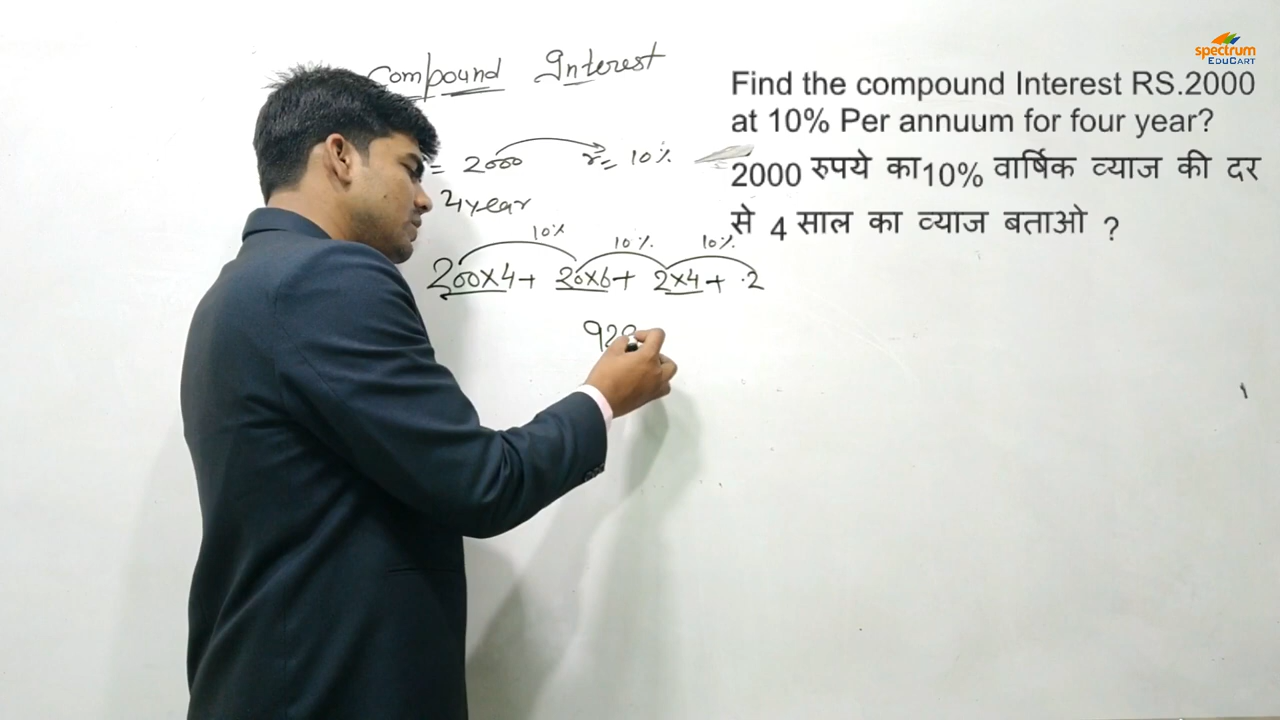 spectrum
EDUCART
Compound Interest
Find the compound Interest RS.2000
at 10% Per annuum for four year?
2000 रुपये का10% वार्षिक व्याज की दर
से 4 साल का व्याज बताओ ?
= 2000 r= 10%
4year
10% 10% 10%
200x4+ 20x6+ 2x4+ .2
92